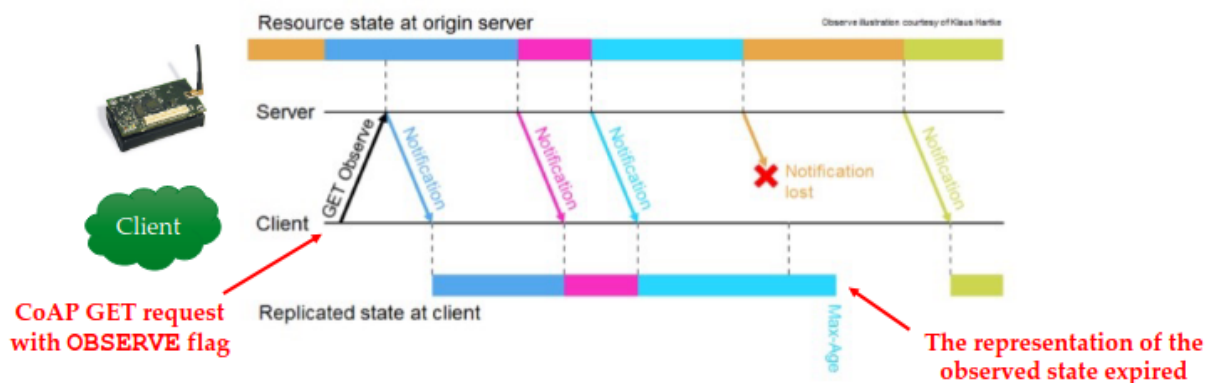 Resource state at origin server
Observe illustration courtesy of Klaus Hartke
Server
GET Observe
Notification
Notification
Notification
Notification
lost
Notification
Client
Client
CoAP GET request
with OBSERVE flag
Replicated state at client
Max-Age
The representation of the
observed state expired